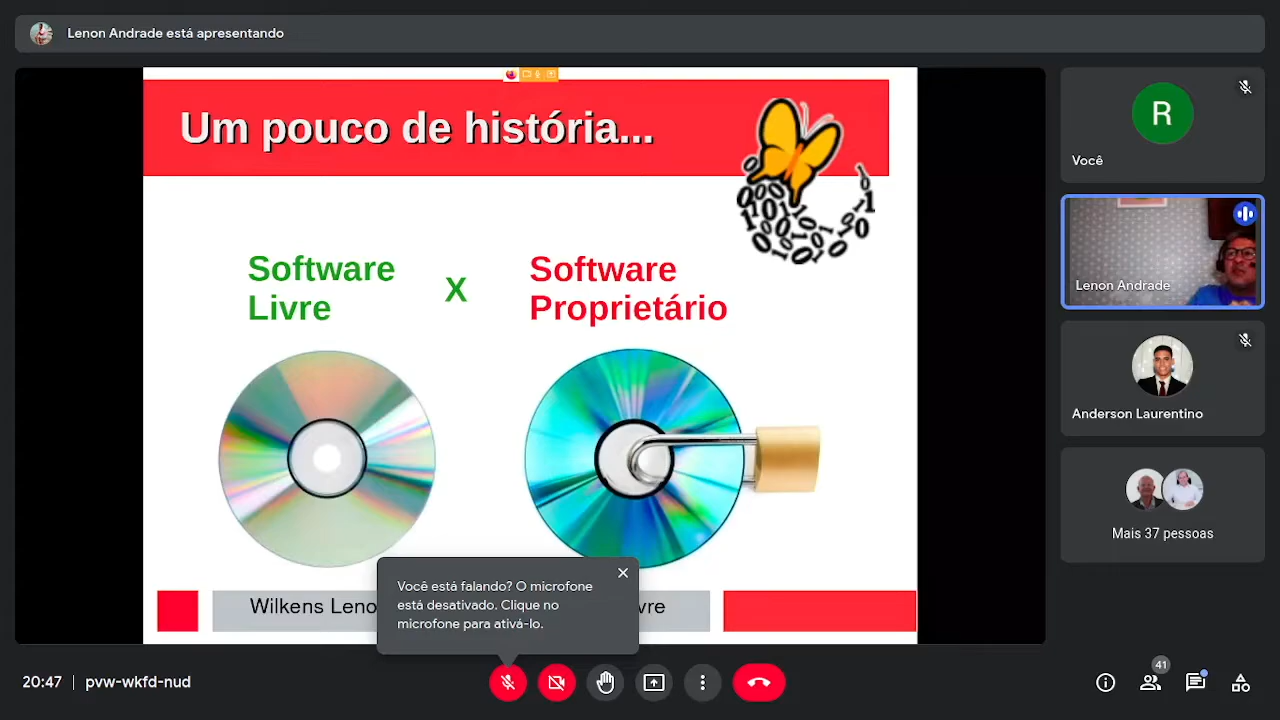 Lenon Andrade está apresentando
Um pouco de história...
Software
Livre
X
Software
Proprietário
R
Você
Lenon Andrade
Anderson Laurentino
Mais 37 pessoas
Você está falando? O microfone
está desativado. Clique no
microfone para ativá-lo.
Wilkens Leno
vre
20:47 | pvw-wkfd-nud
41